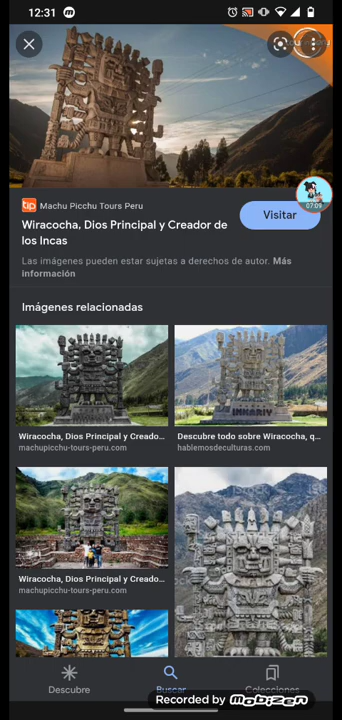 12:31
tip Machu Picchu Tours Peru
Wiracocha, Dios Principal y Creador de
los Incas
Visitar
07:09
Las imágenes pueden estar sujetas a derechos de autor. Más
información
Imágenes relacionadas
INKARIY
Wiracocha, Dios Principal y Creado...
machupicchu-tours-peru.com
Descubre todo sobre Wiracocha, q...
hablemosdeculturas.com
Wiracocha, Dios Principal y Creado...
machupicchu-tours-peru.com
Descubre
Buscar
Colecciones
Recorded by mobizen